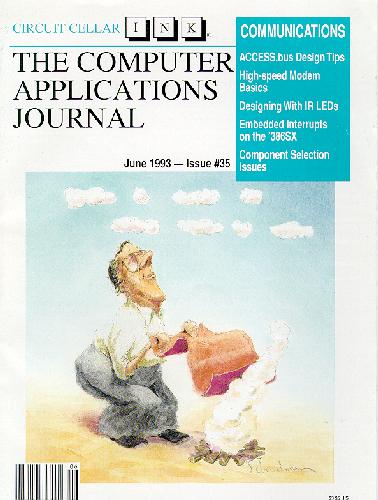 CIRCUIT CELLAR INK
THE COMPUTER
APPLICATIONS
JOURNAL
June 1993 — Issue #35
COMMUNICATIONS
ACCESS.bus Design Tips
High-speed Modem
Basics
Designing With IR LEDs
Embedded Interrupts
on the '386SX
Component Selection
Issues
06